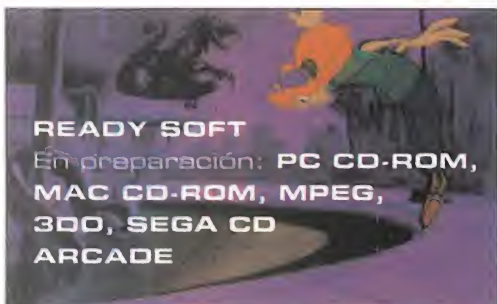 READY SOFT
En preparación: PC CD-ROM,
MAC CD-ROM, MPEG,
3DO, SEGA CD
ARCADE